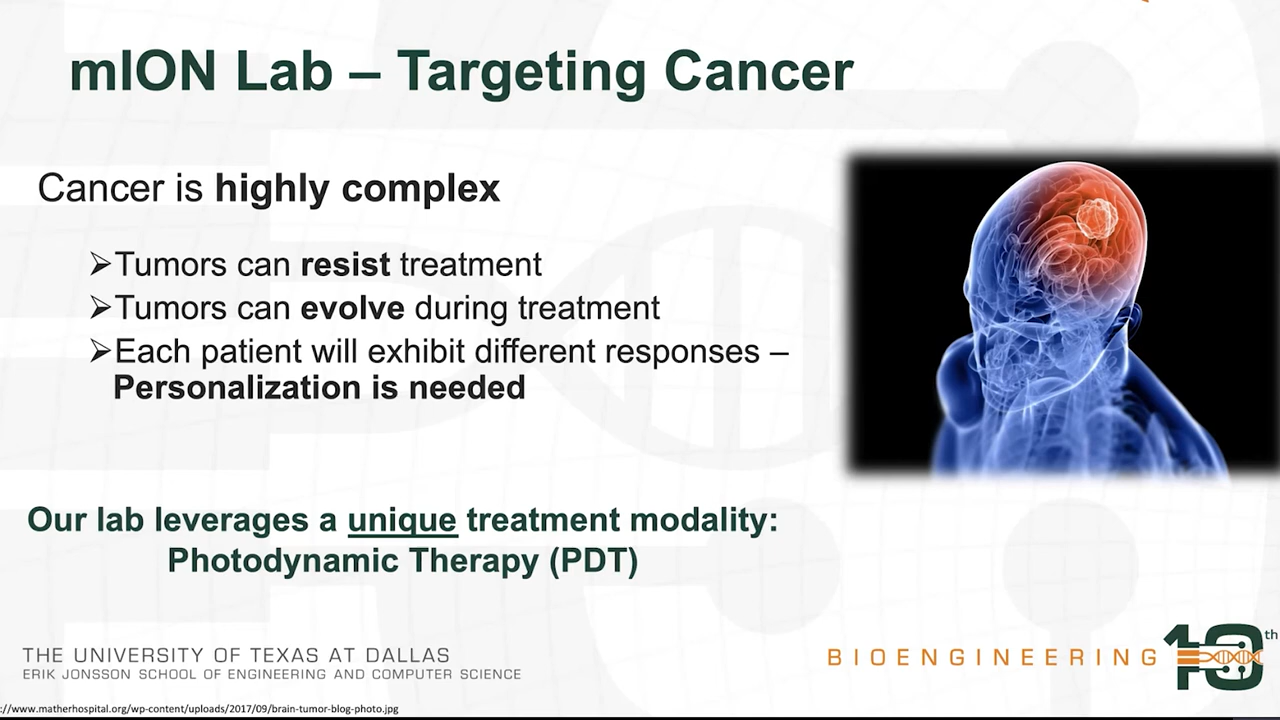 mION Lab – Targeting Cancer
Cancer is highly complex
➢Tumors can resist treatment
➢Tumors can evolve during treatment
➢Each patient will exhibit different responses –
Personalization is needed
Our lab leverages a unique treatment modality:
Photodynamic Therapy (PDT)
THE UNIVERSITY OF TEXAS AT DALLAS
ERIK JONSSON SCHOOL OF ENGINEERING AND COMPUTER SCIENCE
BIOENGINEERING 10th
://www.matherhospital.org/wp-content/uploads/2017/09/brain-tumor-blog-photo.jpg